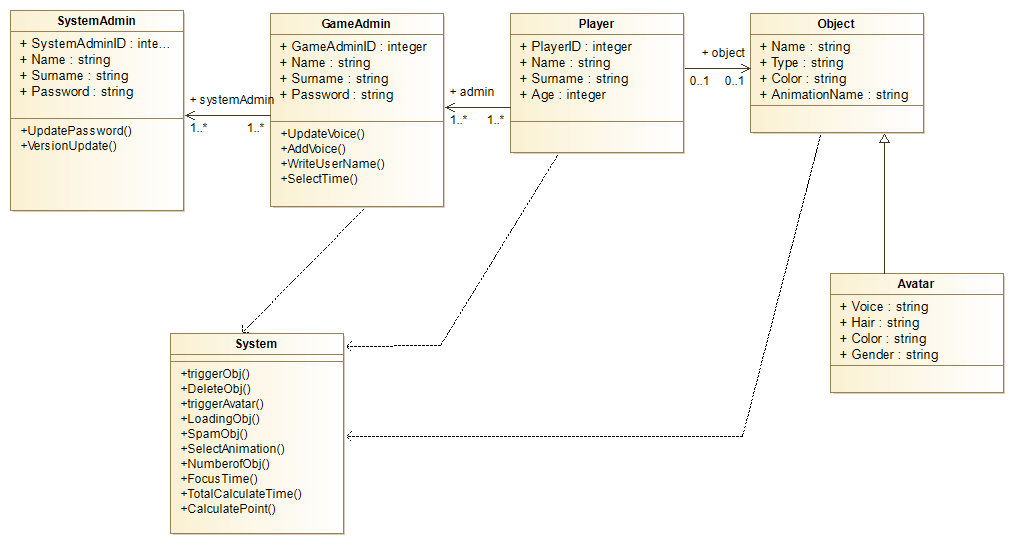 SystemAdmin
+ SystemAdminID : inte...
+ Name : string
+ Surname : string
+ Password : string
+UpdatePassword()
+VersionUpdate()
+ systemAdmin
1..*
1..*
GameAdmin
+ GameAdminID : integer
+ Name : string
+ Surname : string
+ Password : string
+UpdateVoice()
+AddVoice()
+WriteUserName()
+SelectTime()
+ admin
1..*
1..*
Player
+ PlayerID : integer
+ Name : string
+ Surname : string
+ Age : integer
+ object
0..1
0..1
Object
+ Name : string
+ Type : string
+ Color : string
+ AnimationName : string
Avatar
+ Voice : string
+ Hair : string
+ Color : string
+ Gender : string
System
+triggerObj()
+DeleteObj()
+triggerAvatar()
+LoadingObj()
+SpamObj()
+SelectAnimation()
+NumberofObj()
+FocusTime()
+TotalCalculateTime()
+CalculatePoint()